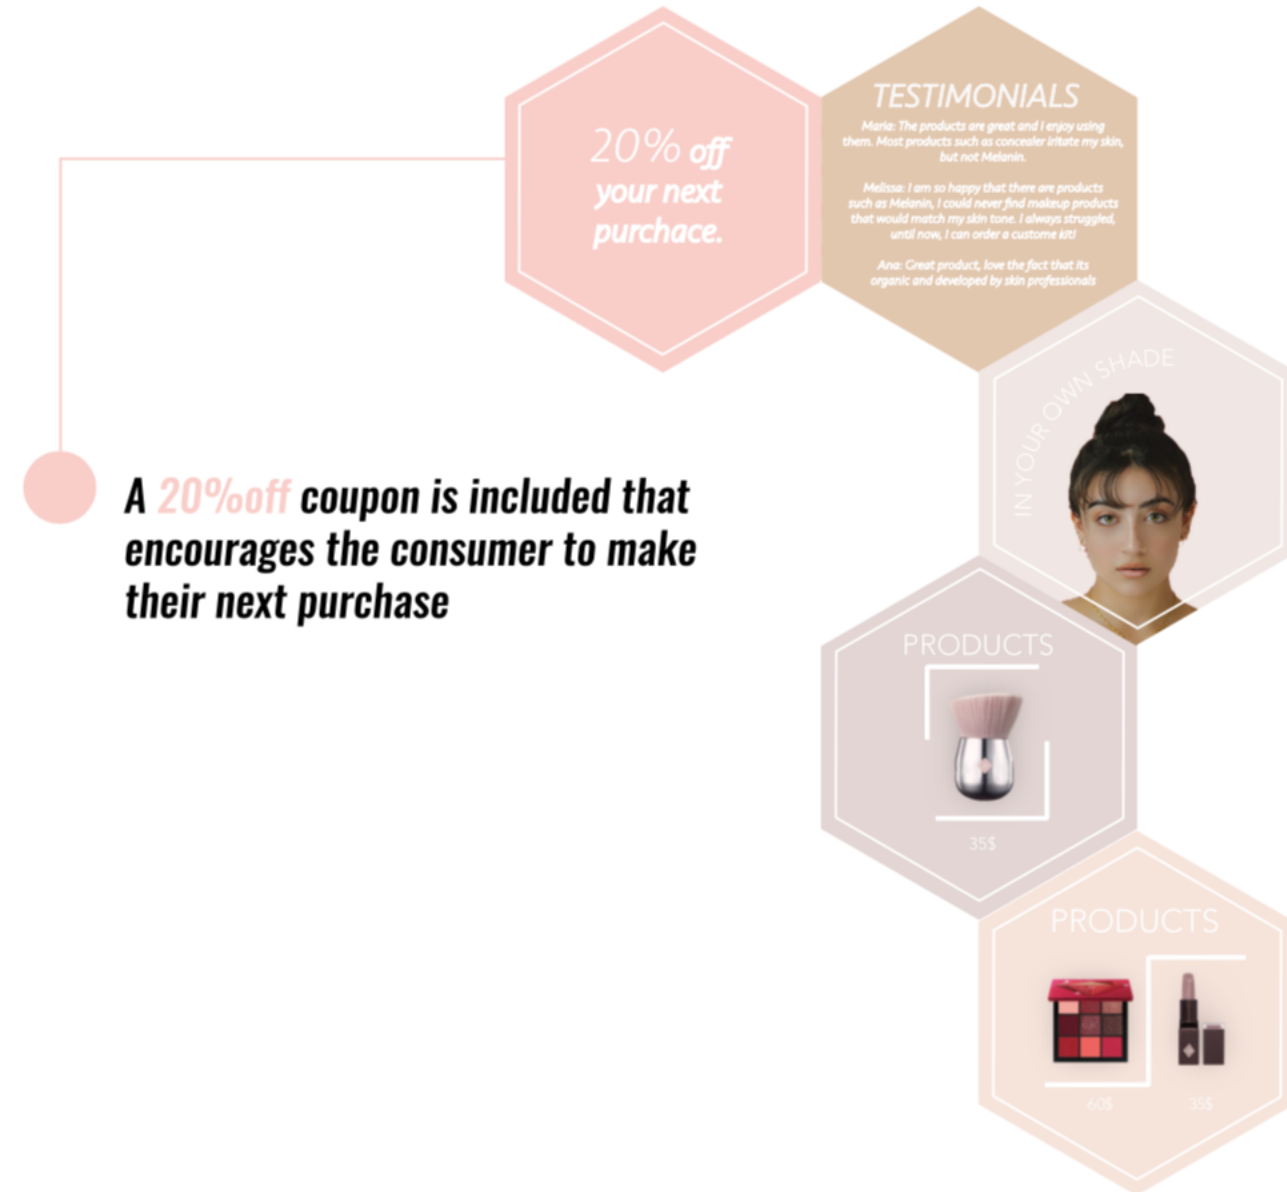 20% off
your next
purchace.
TESTIMONIALS
Maria: The products are great and I enjoy using
them. Most products such as concealer iritate my skin,
but not Melanin.
Melissa: I am so happy that there are products
such as Melanin, I could never find makeup products
that would match my skin tone. I always struggled,
until now, I can order a custome kit!
Ana: Great product, love the fact that its
organic and developed by skin professionals
IN YOUR OWN SHADE
A 20%off coupon is included that
encourages the consumer to make
their next purchase
PRODUCTS
35$
PRODUCTS
60$ 35$